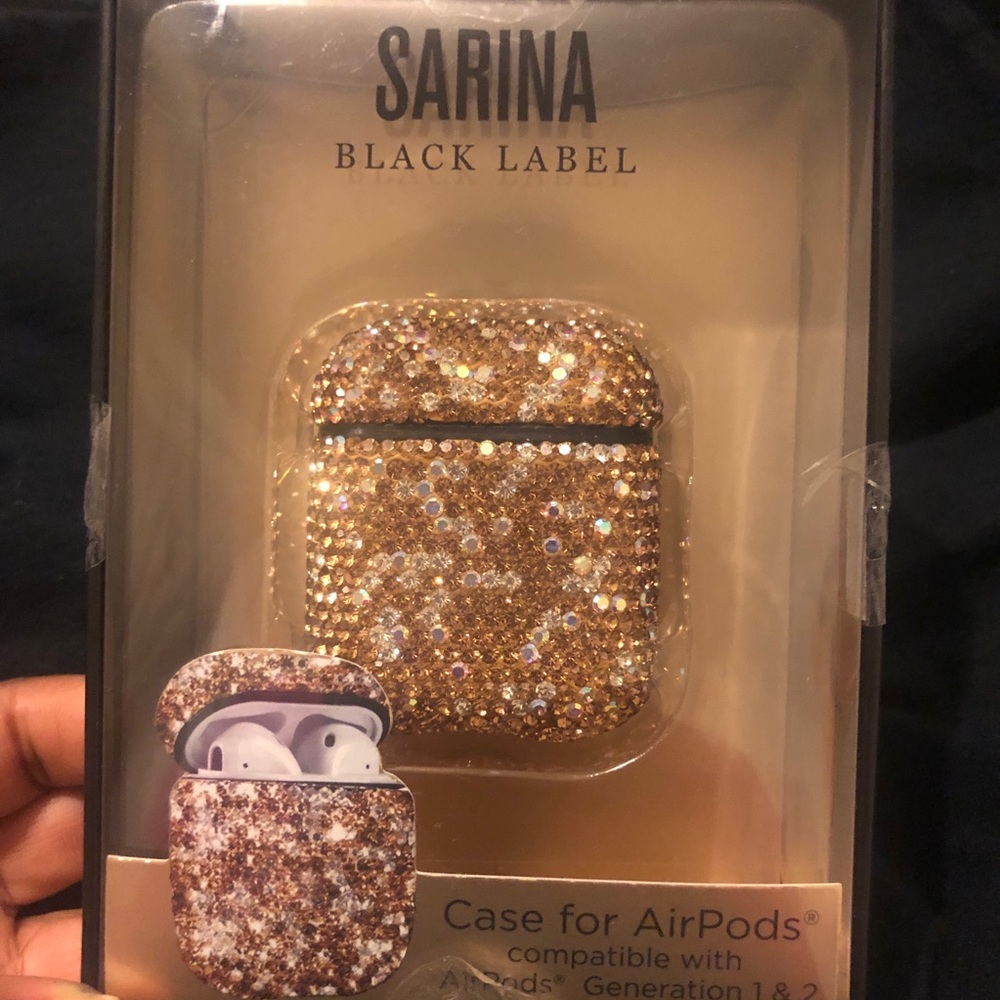 SARINA
BLACK LABEL
Case for AirPods®
compatible with
AirPods® Generation 1 & 2